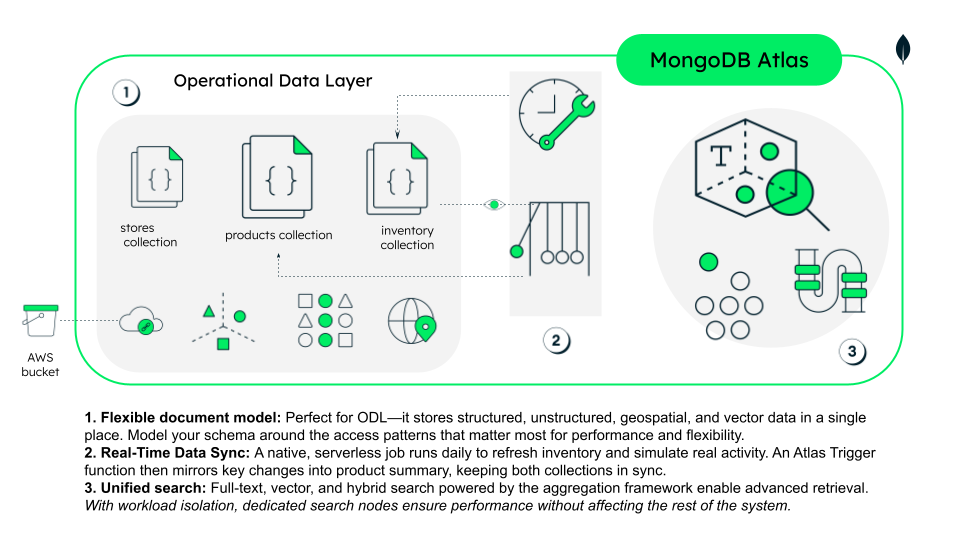 MongoDB Atlas
1
Operational Data Layer
T
{ }
{ }
{ }
stores
collection
products collection
inventory
collection
AWS
bucket
2
3
1. Flexible document model: Perfect for ODL—it stores structured, unstructured, geospatial, and vector data in a single
place. Model your schema around the access patterns that matter most for performance and flexibility.
2. Real-Time Data Sync: A native, serverless job runs daily to refresh inventory and simulate real activity. An Atlas Trigger
function then mirrors key changes into product summary, keeping both collections in sync.
3. Unified search: Full-text, vector, and hybrid search powered by the aggregation framework enable advanced retrieval.
With workload isolation, dedicated search nodes ensure performance without affecting the rest of the system.